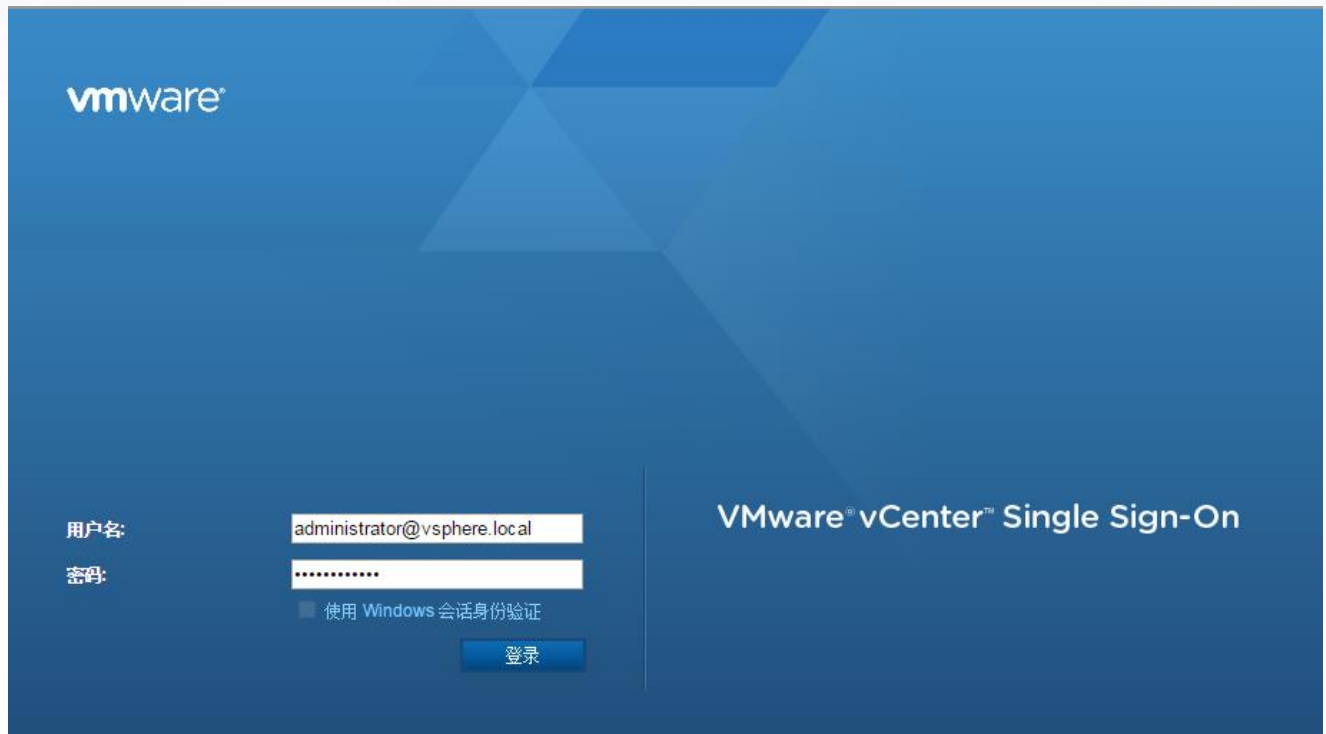 vmware®
用户名:
administrator@vsphere.local
密码:
••••••••••••
使用 Windows 会话身份验证
登录
VMware® vCenter™ Single Sign-On